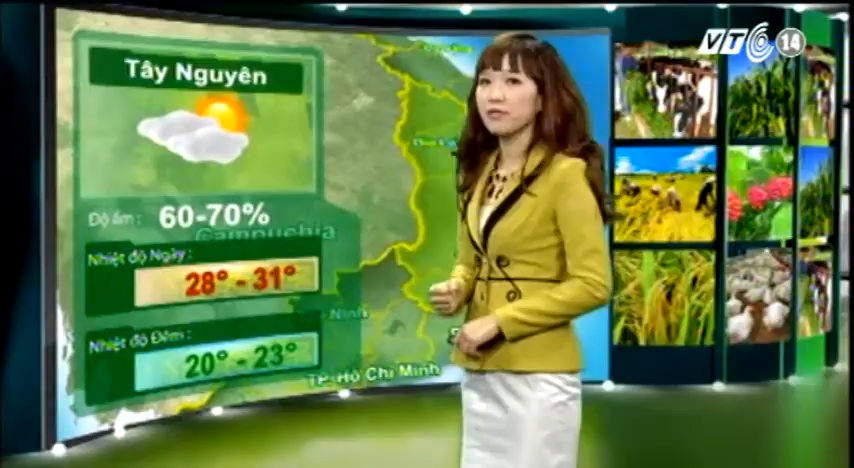 VTC 14
Tây Nguyên
Độ ẩm : 60-70%
Campuchia
Nhiệt độ Ngày :
28° - 31°
Nhiệt độ Đêm :
20° - 23°
Ninh
TP. Hồ Chí Minh